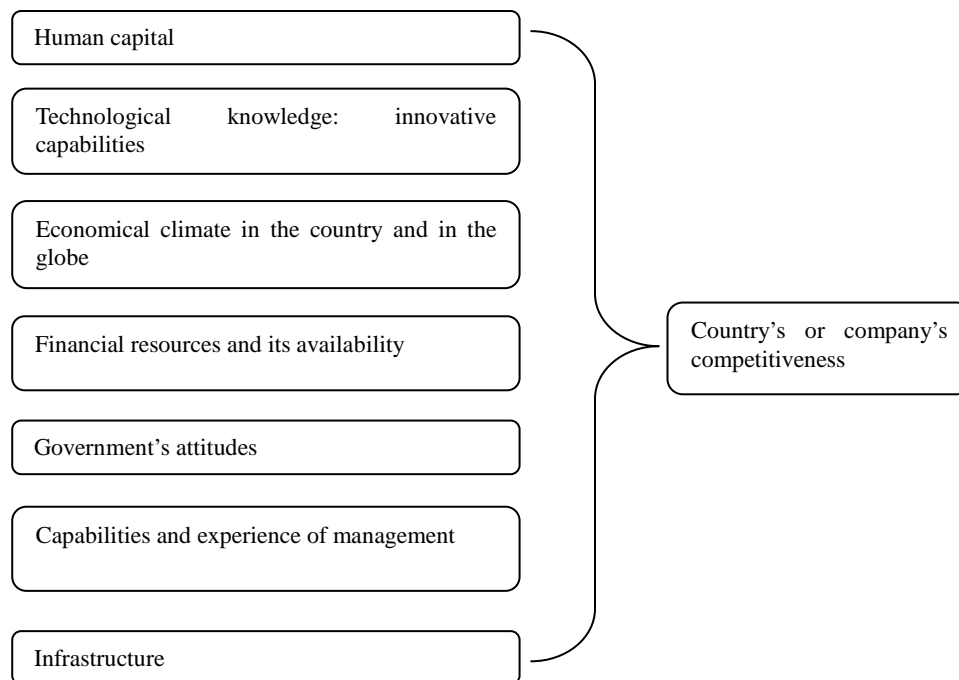 Human capital
Technological knowledge: innovative
capabilities
Economical climate in the country and in the
globe
Financial resources and its availability
Government’s attitudes
Capabilities and experience of management
Infrastructure
Country’s or company’s
competitiveness